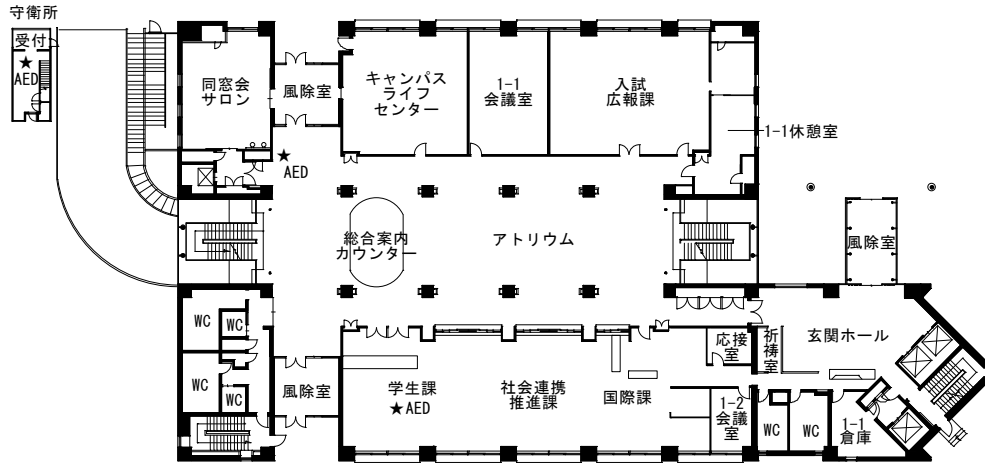 守衛所
受付
★
AED
同窓会
サロン
風除室
キャンパス
ライフ
センター
1-1
会議室
入試
広報課
1-1休憩室
★
AED
総合案内
カウンター
アトリウム
風除室
WC
WC
WC
WC
風除室
学生課
★AED
社会連携
推進課
国際課
応接
室
1-2
会議
室
祈
祷
室
玄関ホール
WC
WC
1-1
倉庫